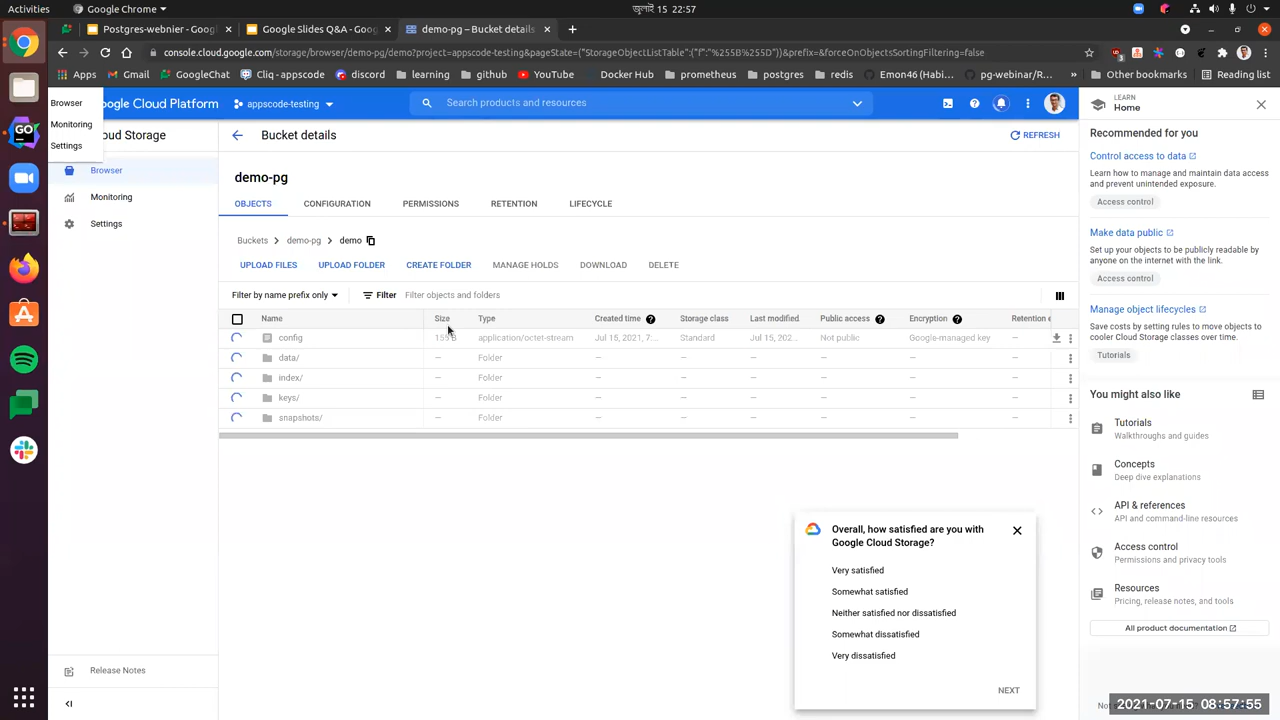 Activities
Google Chrome
জুলাই 15 22:57
Postgres-webnier - Google
Google Slides Q&A - Google
demo-pg – Bucket details
console.cloud.google.com/storage/browser/demo-pg/demo?project=appscode-testing&pageState=("StorageObjectListTable":("f":"%255B%255D"))&prefix=&forceOnObjectsSortingFiltering=false
Apps
Gmail
GoogleChat
Cliq - appscode
discord
learning
github
YouTube
Docker Hub
prometheus
postgres
redis
Emon46 (Habi...
pg-webinar/R...
»
Other bookmarks
Reading list
Browser
Monitoring
Settings
oogle Cloud Platform
appscode-testing
Search products and resources
LEARN
Home
oud Storage
Browser
Monitoring
Settings
Release Notes
Bucket details
REFRESH
demo-pg
OBJECTS
CONFIGURATION
PERMISSIONS
RETENTION
LIFECYCLE
Buckets
demo-pg
demo
UPLOAD FILES
UPLOAD FOLDER
CREATE FOLDER
MANAGE HOLDS
DOWNLOAD
DELETE
Filter by name prefix only
Filter
Filter objects and folders
Name Size Type Created time Storage class Last modified Public access Encryption Retention e
config 155 B application/octet-stream Jul 15, 2021, 7:... Standard Jul 15, 202... Not public Google-managed key —
data/ — Folder — — — — — —
index/ — Folder — — — — — —
keys/ — Folder — — — — — —
snapshots/ — Folder — — — — — —
Overall, how satisfied are you with
Google Cloud Storage?
Very satisfied
Somewhat satisfied
Neither satisfied nor dissatisfied
Somewhat dissatisfied
Very dissatisfied
NEXT
Recommended for you
Control access to data
Learn how to manage and maintain data access
and prevent unintended exposure.
Access control
Make data public
Set up your objects to be publicly readable by
anyone on the internet with the link.
Access control
Manage object lifecycles
Save costs by setting rules to move objects to
cooler Cloud Storage classes over time.
Tutorials
You might also like
Tutorials
Walkthroughs and guides
Concepts
Deep dive explanations
API & references
API and command-line resources
Access control
Permissions and privacy tools
Resources
Pricing, release notes, and tools
All product documentation
2021-07-15 08:57:55